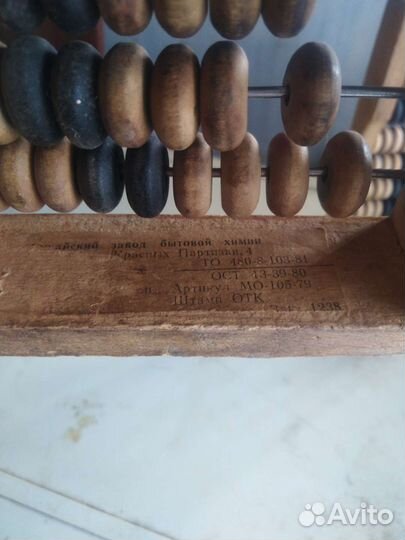 завод бытовой химии
Красных Партизан, 4
ТО 480-8-103-81
ОСТ 13-39-80
Артикул МО-105-79
Штамп ОТК
1238
Avito